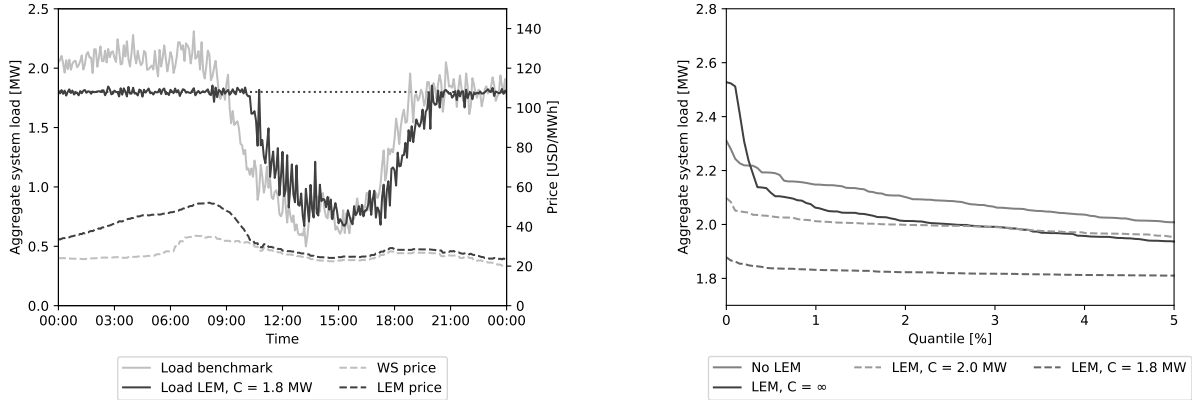 2.5
2.0
1.5
1.0
0.5
0.0
Aggregate system load [MW]
140
120
100
80
60
40
20
0
Price [USD/MWh]
00:00 03:00 06:00 09:00 12:00 15:00 18:00 21:00 00:00
Time
Load benchmark WS price
Load LEM, C = 1.8 MW LEM price
2.8
2.6
2.4
2.2
2.0
1.8
Aggregate system load [MW]
0 1 2 3 4 5
Quantile [%]
No LEM LEM, C = 2.0 MW LEM, C = 1.8 MW
LEM, C = ∞